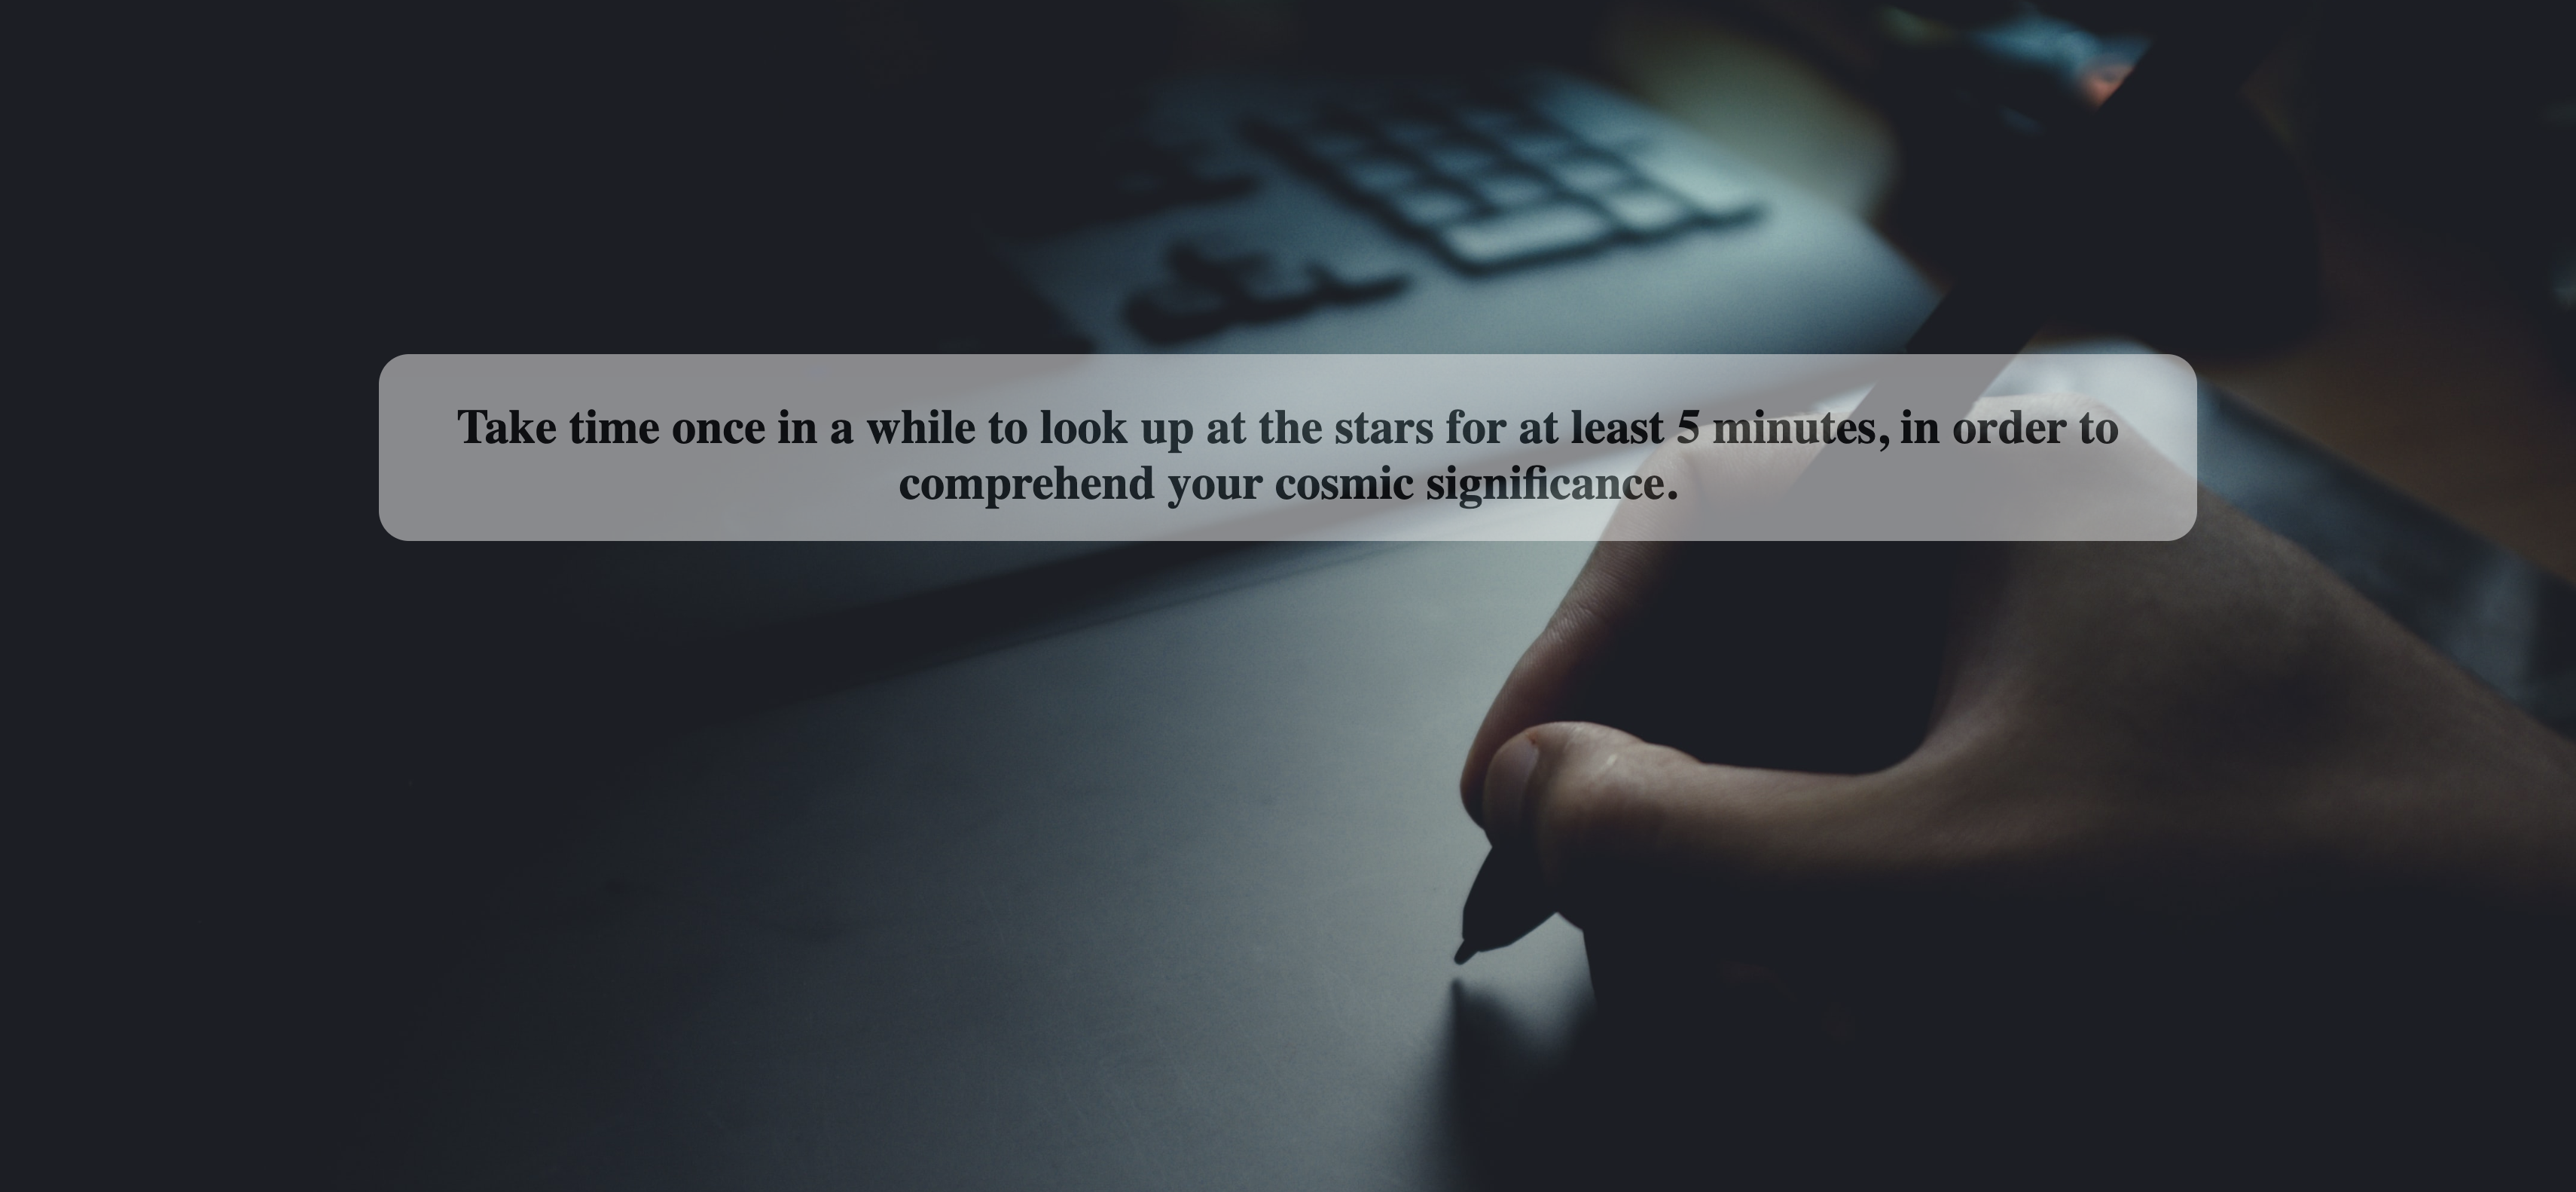 Take time once in a while to look up at the stars for at least 5 minutes, in order to
comprehend your cosmic significance.